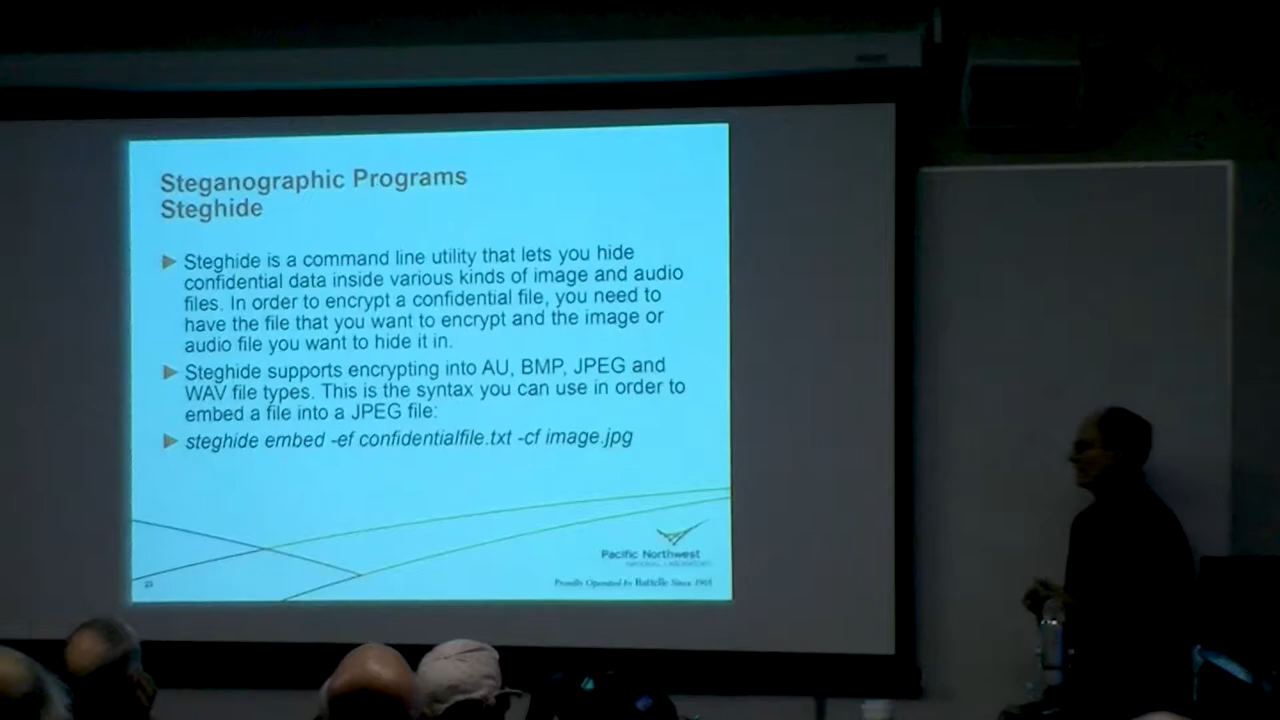 Steganographic Programs
Steghide
Steghide is a command line utility that lets you hide
confidential data inside various kinds of image and audio
files. In order to encrypt a confidential file, you need to
have the file that you want to encrypt and the image or
audio file you want to hide it in.
Steghide supports encrypting into AU, BMP, JPEG and
WAV file types. This is the syntax you can use in order to
embed a file into a JPEG file:
steghide embed -ef confidentialfile.txt -cf image.jpg
Pacific Northwest
NATIONAL LABORATORY
Proudly Operated by Battelle Since 1965
23